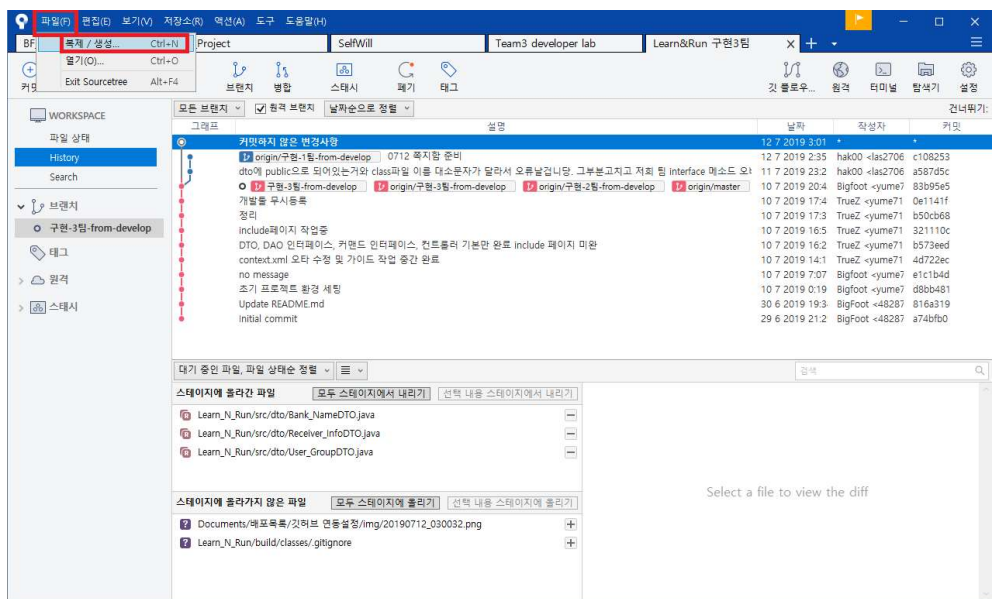 파일(F) 편집(E) 보기(V) 저장소(R) 액션(A) 도구 도움말(H)
복제 / 생성... Ctrl+N
열기(O)... Ctrl+O
Exit Sourcetree Alt+F4
BF Project SelfWill Team3 developer lab Learn&Run 구현3팀
브랜치 병합 스태시 폐기 태그 깃 플로우... 원격 터미널 탐색기 설정
WORKSPACE
파일 상태
History
Search
브랜치
구현-3팀-from-develop
태그
원격
스태시
모든 브랜치 원격 브랜치 날짜순으로 정렬 건너뛰기:
그래프 설명 날짜 작성자 커밋
커밋하지 않은 변경사항 12 7 2019 3:01 * *
origin/구현-1팀-from-develop 0712 쪽지함 준비 12 7 2019 2:35 hak00 <las2706 c108253
dto에 public으로 되어있는거와 class파일 이름 대소문자가 달라서 오류날겁니당. 그부분고치고 저희 팀 interface 메소드 오 11 7 2019 23:2 hak00 <las2706 a587d5c
구현-3팀-from-develop origin/구현-3팀-from-develop origin/구현-2팀-from-develop origin/master 10 7 2019 20:4 Bigfoot <yume7 83b95e5
개발툴 무시등록 10 7 2019 17:4 TrueZ <yume71 0e1141f
정리 10 7 2019 17:3 TrueZ <yume71 b50cb68
include페이지 작업중 10 7 2019 16:5 TrueZ <yume71 321110c
DTO, DAO 인터페이스, 커맨드 인터페이스, 컨트롤러 기본만 완료 include 페이지 미완 10 7 2019 16:2 TrueZ <yume71 b573eed
context.xml 오타 수정 및 가이드 작업 중간 완료 10 7 2019 14:1 TrueZ <yume71 4d722ec
no message 10 7 2019 7:07 Bigfoot <yume7 e1c1b4d
초기 프로젝트 환경 세팅 10 7 2019 0:19 Bigfoot <yume7 d8bb481
Update README.md 30 6 2019 19:3 BigFoot <48287 816a319
Initial commit 29 6 2019 21:2 BigFoot <48287 a74bfb0
대기 중인 파일, 파일 상태순 정렬 검색
스테이지에 올라간 파일 모두 스테이지에서 내리기 선택 내용 스테이지에서 내리기
Learn_N_Run/src/dto/Bank_NameDTO.java
Learn_N_Run/src/dto/Receiver_InfoDTO.java
Learn_N_Run/src/dto/User_GroupDTO.java
Select a file to view the diff
스테이지에 올라가지 않은 파일 모두 스테이지에 올리기 선택 내용 스테이지에 올리기
Documents/배포목록/깃허브 연동설정/img/20190712_030032.png
Learn_N_Run/build/classes/.gitignore